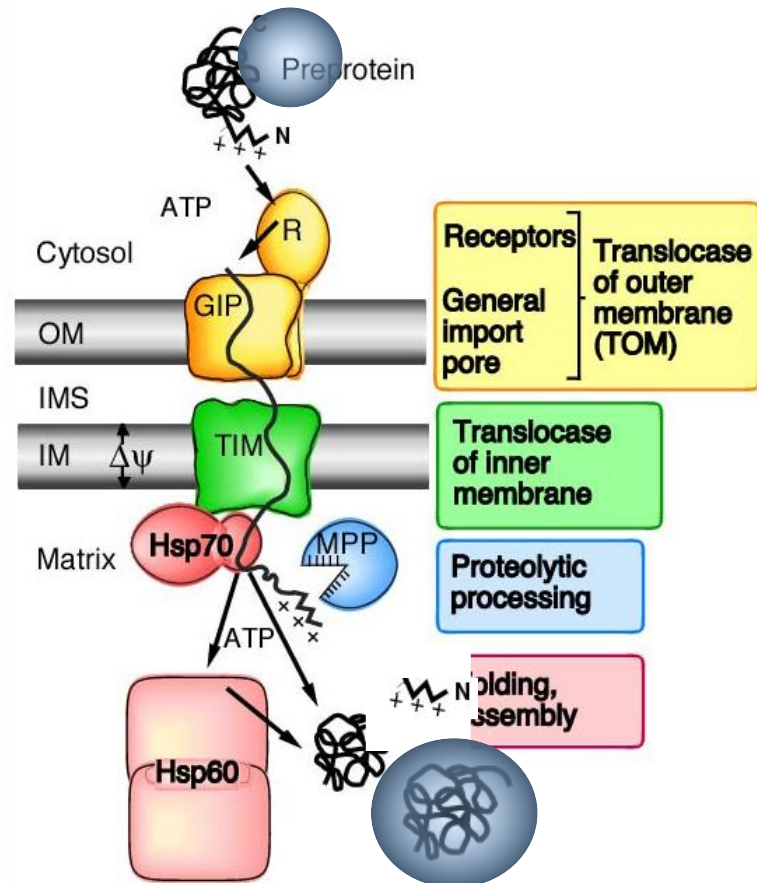 C
Preprotein
N
+ + +
ATP
R
Cytosol
GIP
OM
IMS
TIM
IM
Δψ
Hsp70
Matrix
MPP
× × ×
ATP
Hsp60
Receptors
General
import
pore
Translocase
of outer
membrane
(TOM)
Translocase
of inner
membrane
Proteolytic
processing
N
+ + +
olding,
ssembly